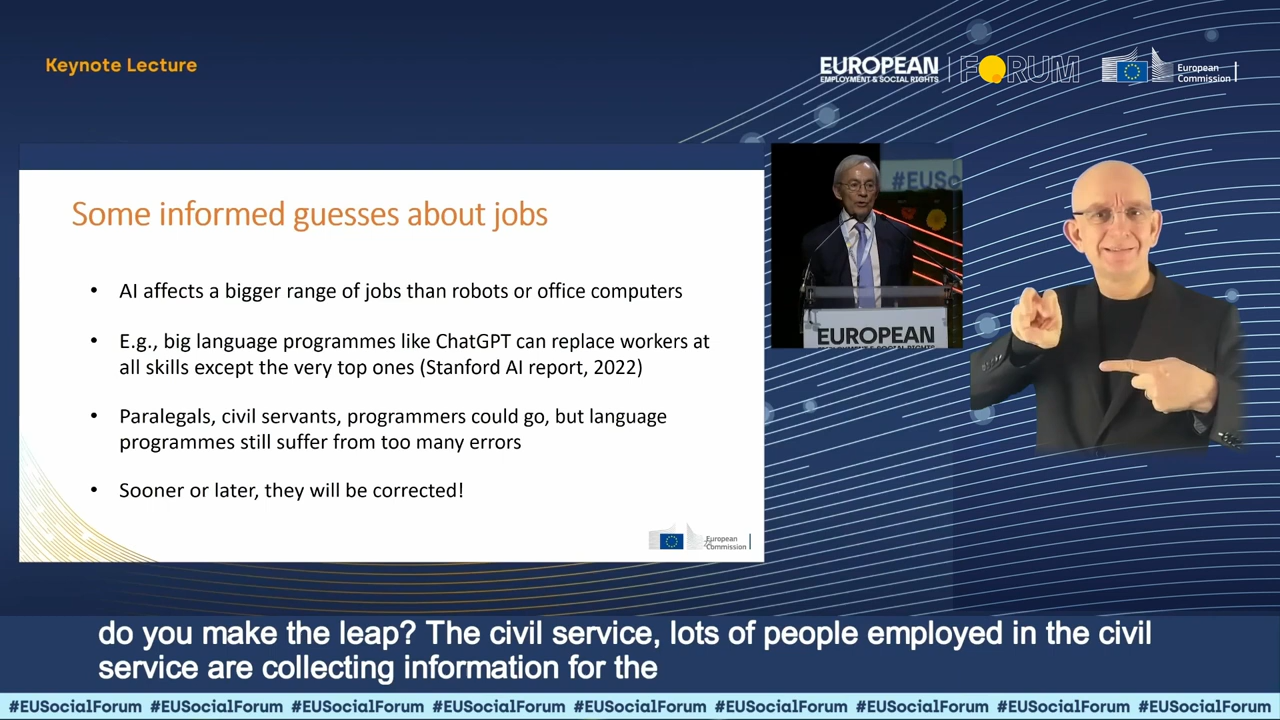 Keynote Lecture
EUROPEAN
EMPLOYMENT & SOCIAL RIGHTS
FORUM
European
Commission
#EUSo
Some informed guesses about jobs
• AI affects a bigger range of jobs than robots or office computers
• E.g., big language programmes like ChatGPT can replace workers at
all skills except the very top ones (Stanford AI report, 2022)
• Paralegals, civil servants, programmers could go, but language
programmes still suffer from too many errors
• Sooner or later, they will be corrected!
European
Commission
EUROPEAN
EMPLOYMENT & SOCIAL RIGHTS
do you make the leap? The civil service, lots of people employed in the civil
service are collecting information for the
#EUSocialForum #EUSocialForum #EUSocialForum #EUSocialForum #EUSocialForum #EUSocialForum #EUSocialForum #EUSocialForum #EUSocialForum